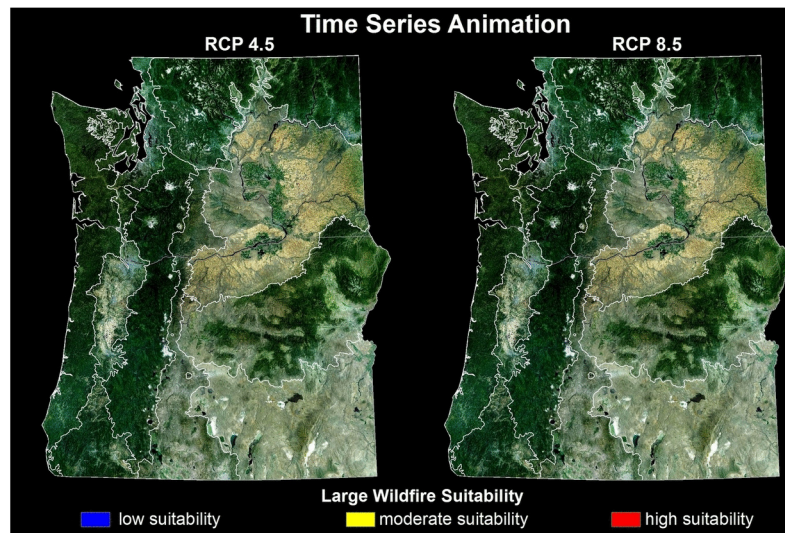 Time Series Animation
RCP 4.5
RCP 8.5
Large Wildfire Suitability
low suitability
moderate suitability
high suitability